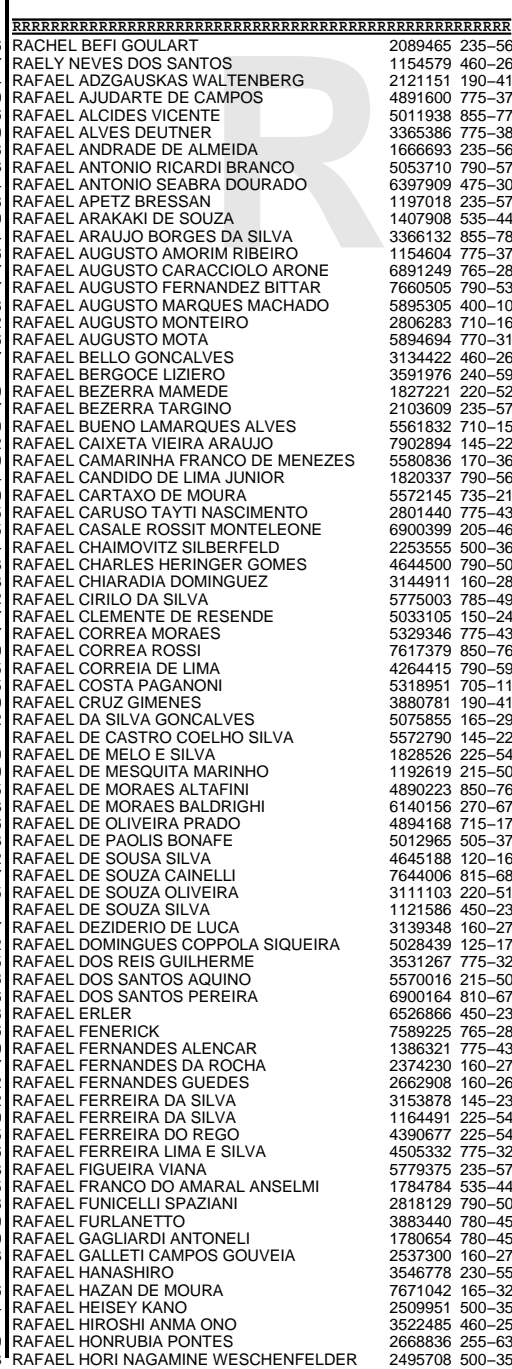 RRRRRRRRRRRRRRRRRRRRRRRRRRRRRRRRRRRRRRRRRRRRRRRRRRRRRRR
R
RACHEL BEFI GOULART 2089465 235–56
RAELY NEVES DOS SANTOS 1154579 460–26
RAFAEL ADZGAUSKAS WALTENBERG 2121151 190–41
RAFAEL AJUDARTE DE CAMPOS 4891600 775–37
RAFAEL ALCIDES VICENTE 5011938 855–77
RAFAEL ALVES DEUTNER 3365386 775–38
RAFAEL ANDRADE DE ALMEIDA 1666693 235–56
RAFAEL ANTONIO RICARDI BRANCO 5053710 790–57
RAFAEL ANTONIO SEABRA DOURADO 6397909 475–30
RAFAEL APETZ BRESSAN 1197018 235–57
RAFAEL ARAKAKI DE SOUZA 1407908 535–44
RAFAEL ARAUJO BORGES DA SILVA 3366132 855–78
RAFAEL AUGUSTO AMORIM RIBEIRO 1154604 775–37
RAFAEL AUGUSTO CARACCIOLO ARONE 6891249 765–28
RAFAEL AUGUSTO FERNANDEZ BITTAR 7660505 790–53
RAFAEL AUGUSTO MARQUES MACHADO 5895305 400–10
RAFAEL AUGUSTO MONTEIRO 2806283 710–16
RAFAEL AUGUSTO MOTA 5894694 770–31
RAFAEL BELLO GONCALVES 3134422 460–26
RAFAEL BERGOCE LIZIERO 3591976 240–59
RAFAEL BEZERRA MAMEDE 1827221 220–52
RAFAEL BEZERRA TARGINO 2103609 235–57
RAFAEL BUENO LAMARQUES ALVES 5561832 710–15
RAFAEL CAIXETA VIEIRA ARAUJO 7902894 145–22
RAFAEL CAMARINHA FRANCO DE MENEZES 5580836 170–36
RAFAEL CANDIDO DE LIMA JUNIOR 1820337 790–56
RAFAEL CARTAXO DE MOURA 5572145 735–21
RAFAEL CARUSO TAYTI NASCIMENTO 2801440 775–43
RAFAEL CASALE ROSSIT MONTELEONE 6900399 205–46
RAFAEL CHAIMOVITZ SILBERFELD 2253555 500–36
RAFAEL CHARLES HERINGER GOMES 4644500 790–50
RAFAEL CHIARADIA DOMINGUEZ 3144911 160–28
RAFAEL CIRILO DA SILVA 5775003 785–49
RAFAEL CLEMENTE DE RESENDE 5033105 150–24
RAFAEL CORREA MORAES 5329346 775–43
RAFAEL CORREA ROSSI 7617379 850–76
RAFAEL CORREIA DE LIMA 4264415 790–59
RAFAEL COSTA PAGANONI 5318951 705–11
RAFAEL CRUZ GIMENES 3880781 190–41
RAFAEL DA SILVA GONCALVES 5075855 165–29
RAFAEL DE CASTRO COELHO SILVA 5572790 145–22
RAFAEL DE MELO E SILVA 1828526 225–54
RAFAEL DE MESQUITA MARINHO 1192619 215–50
RAFAEL DE MORAES ALTAFINI 4890223 850–76
RAFAEL DE MORAES BALDRIGHI 6140156 270–67
RAFAEL DE OLIVEIRA PRADO 4894168 715–17
RAFAEL DE PAOLIS BONAFE 5012965 505–37
RAFAEL DE SOUSA SILVA 4645188 120–16
RAFAEL DE SOUZA CAINELLI 7644006 815–68
RAFAEL DE SOUZA OLIVEIRA 3111103 220–51
RAFAEL DE SOUZA SILVA 1121586 450–23
RAFAEL DEZIDERIO DE LUCA 3139348 160–27
RAFAEL DOMINGUES COPPOLA SIQUEIRA 5028439 125–17
RAFAEL DOS REIS GUILHERME 3531267 775–32
RAFAEL DOS SANTOS AQUINO 5570016 215–50
RAFAEL DOS SANTOS PEREIRA 6900164 810–67
RAFAEL ERLER 6526866 450–23
RAFAEL FENERICK 7589225 765–28
RAFAEL FERNANDES ALENCAR 1386321 775–43
RAFAEL FERNANDES DA ROCHA 2374230 160–27
RAFAEL FERNANDES GUEDES 2662908 160–26
RAFAEL FERREIRA DA SILVA 3153878 145–23
RAFAEL FERREIRA DA SILVA 1164491 225–54
RAFAEL FERREIRA DO REGO 4390677 225–54
RAFAEL FERREIRA LIMA E SILVA 4505332 775–32
RAFAEL FIGUEIRA VIANA 5779375 235–57
RAFAEL FRANCO DO AMARAL ANSELMI 1784784 535–44
RAFAEL FUNICELLI SPAZIANI 2818129 790–50
RAFAEL FURLANETTO 3883440 780–45
RAFAEL GAGLIARDI ANTONELI 1780654 780–45
RAFAEL GALLETI CAMPOS GOUVEIA 2537300 160–27
RAFAEL HANASHIRO 3546778 230–55
RAFAEL HAZAN DE MOURA 7671042 165–32
RAFAEL HEISEY KANO 2509951 500–35
RAFAEL HIROSHI ANMA ONO 3522485 460–25
RAFAEL HONRUBIA PONTES 2668836 255–63
RAFAEL HORI NAGAMINE WESCHENFELDER 2495708 500–35